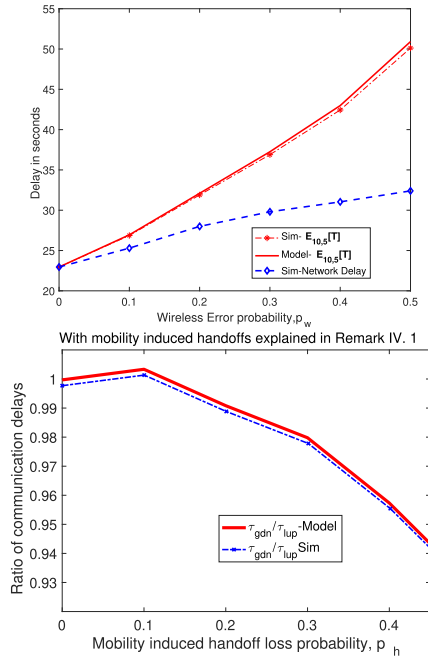 55
50
45
40
35
30
25
20
Delay in seconds
Sim- E10,5[T]
Model- E10,5[T]
Sim-Network Delay
0 0.1 0.2 0.3 0.4 0.5
Wireless Error probability,pw
With mobility induced handoffs explained in Remark IV. 1
1
0.99
0.98
0.97
0.96
0.95
0.94
0.93
Ratio of communication delays
τgdn/τlup-Model
τgdn/τlupSim
0 0.1 0.2 0.3 0.4
Mobility induced handoff loss probability, p h